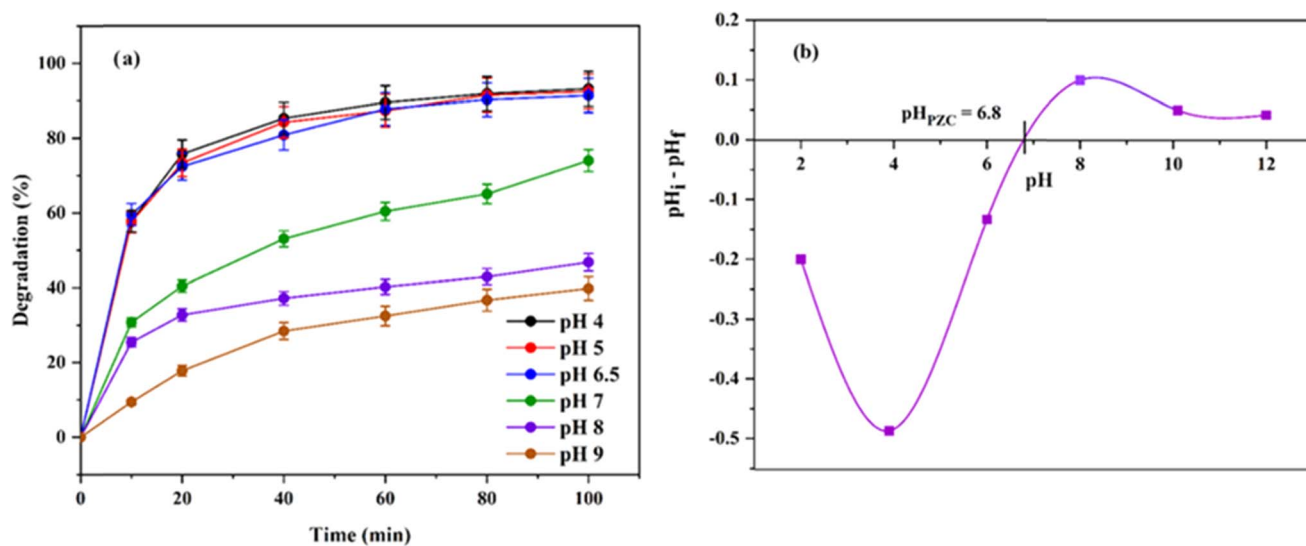 (a)
100
80
60
40
20
0
Degradation (%)
0 20 40 60 80 100
Time (min)
pH 4
pH 5
pH 6.5
pH 7
pH 8
pH 9
(b)
0.2
0.1
0.0
-0.1
-0.2
-0.3
-0.4
-0.5
pHi - pHf
pHPZC = 6.8
2 4 6 8 10 12
pH